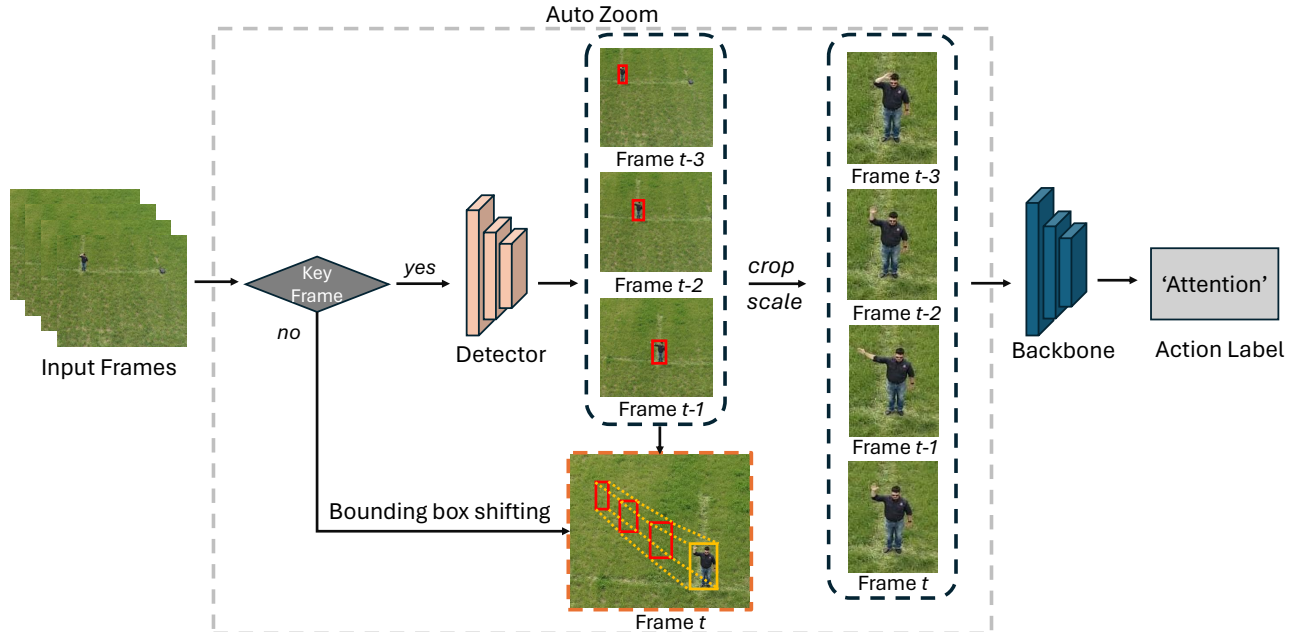 Auto Zoom
Input Frames
Key
Frame
yes
no
Detector
Frame t-3
Frame t-2
Frame t-1
Bounding box shifting
Frame t
crop
scale
Frame t-3
Frame t-2
Frame t-1
Frame t
Backbone
‘Attention’
Action Label